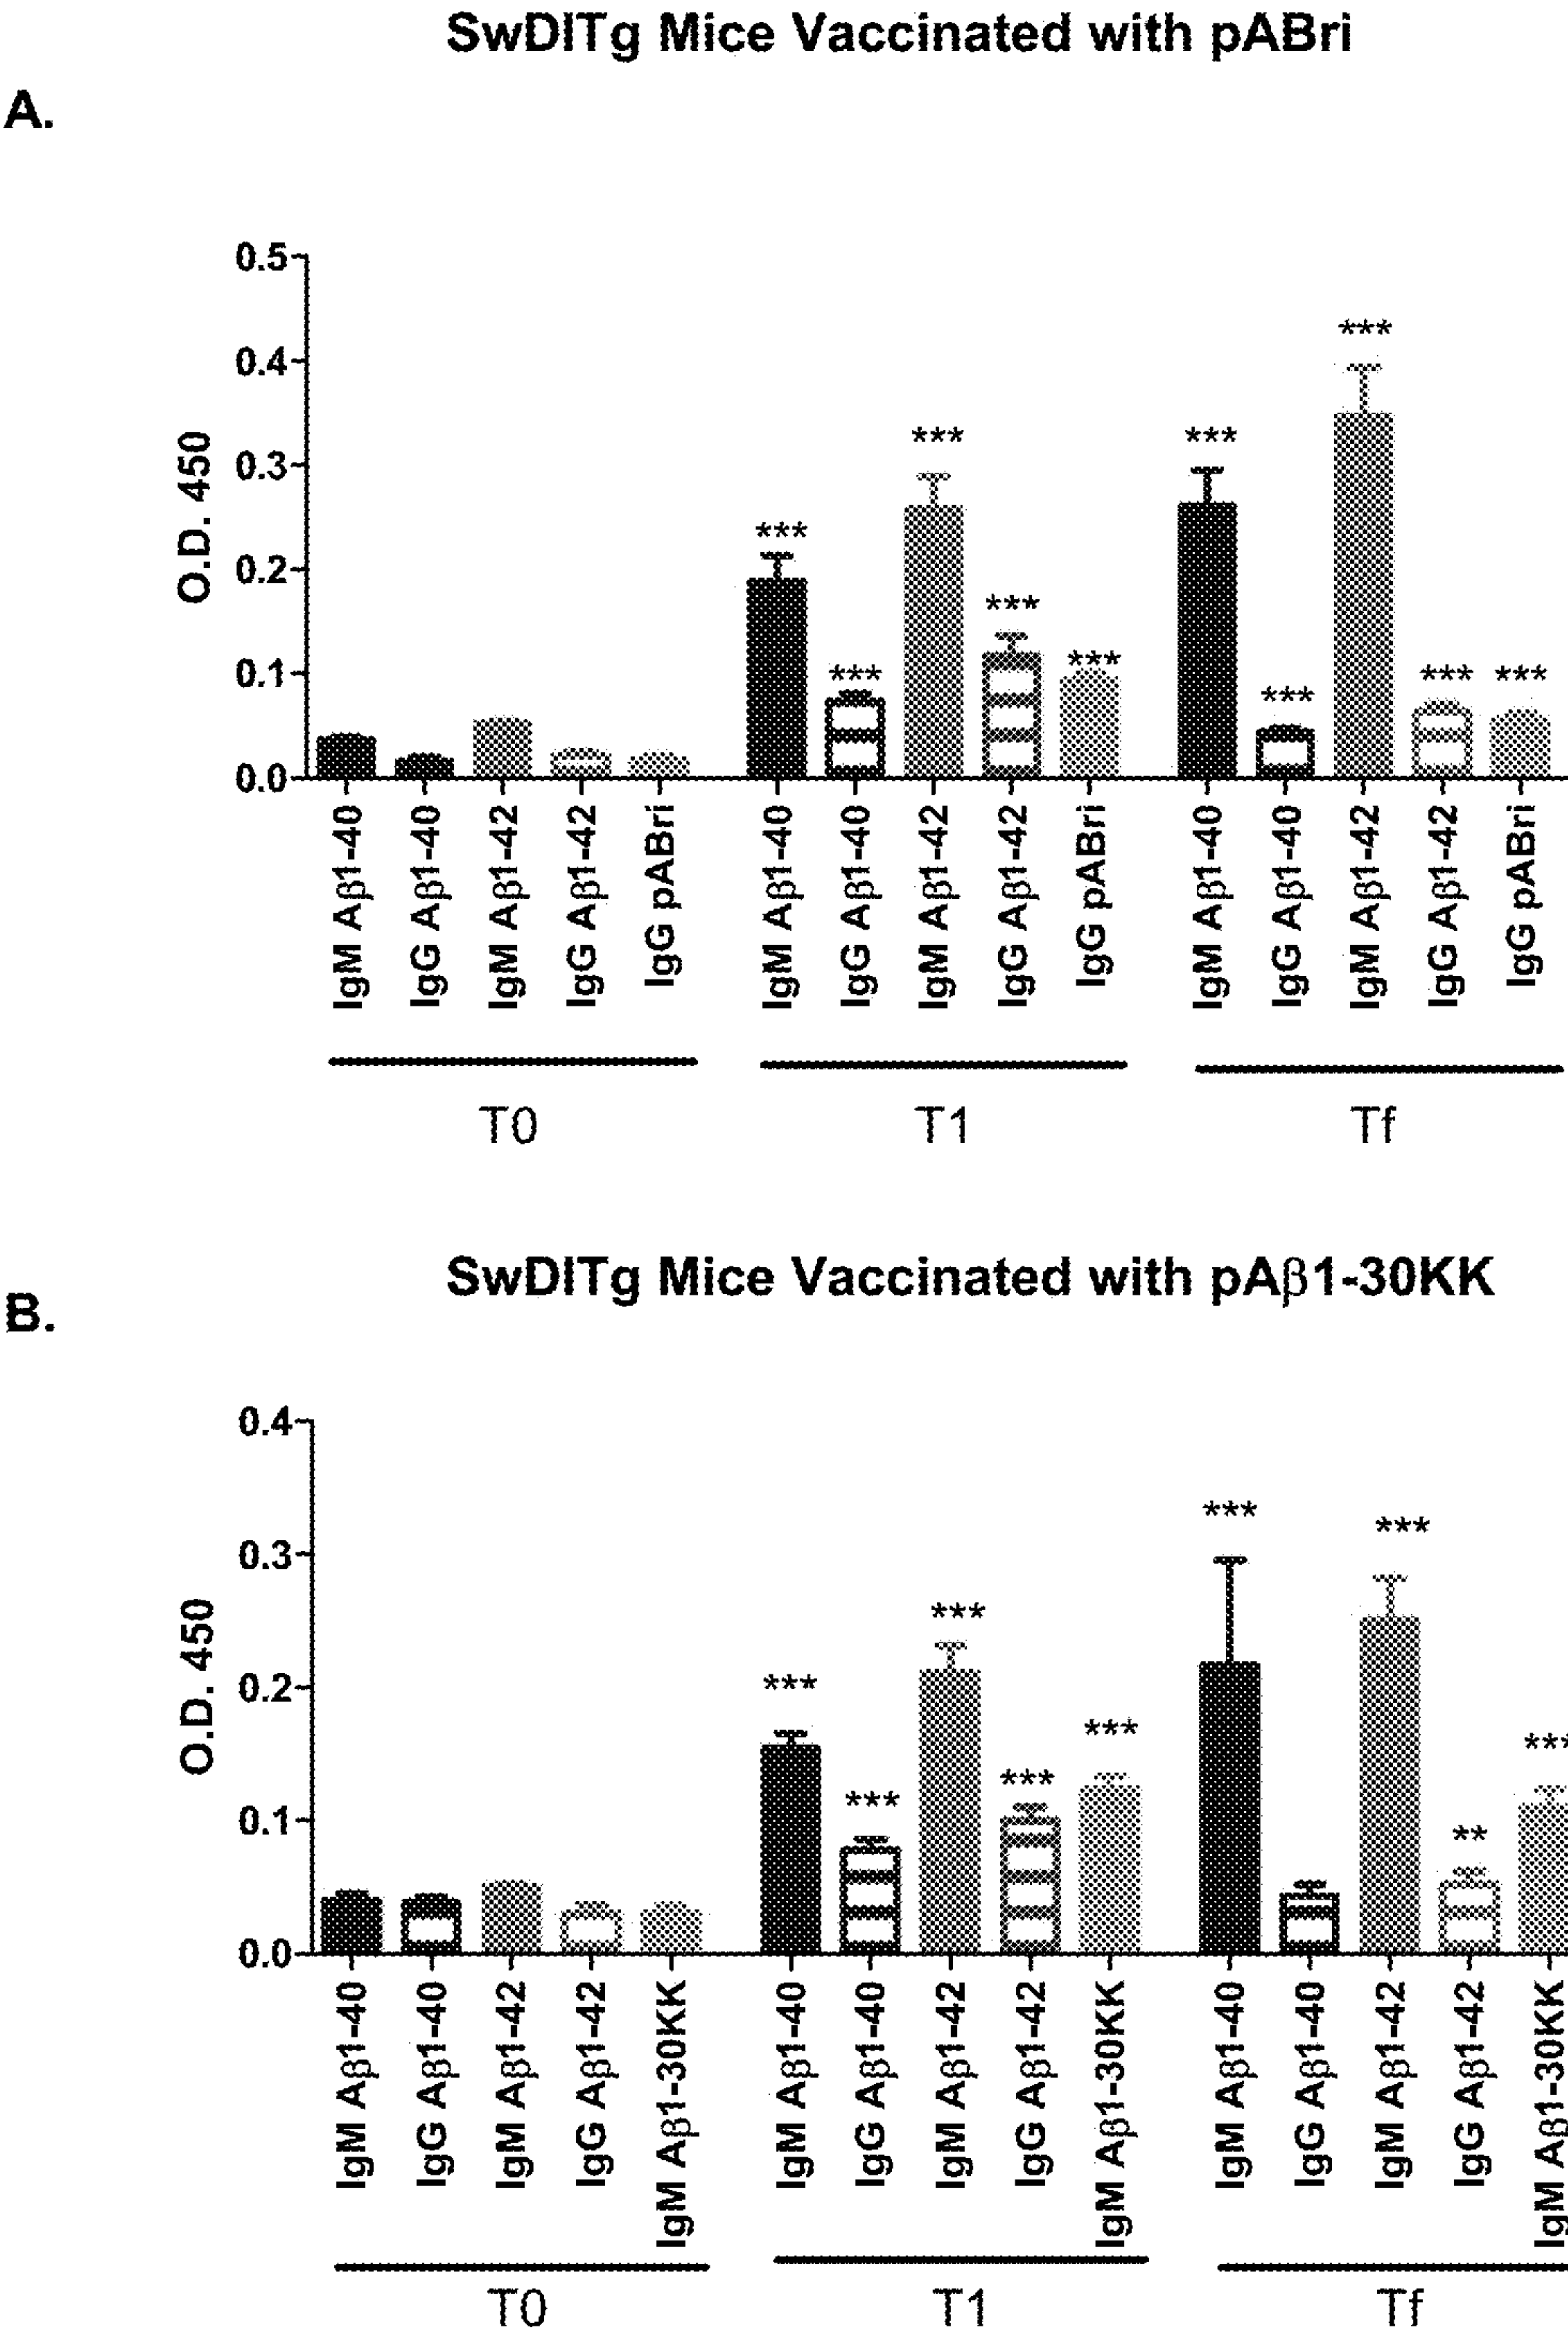 SwDITg Mice Vaccinated with pABri
A.
0.5
0.4
0.3
0.2
0.1
0.0
O.D. 450
***
***
***
***
***
***
***
***
***
***
IgM Aβ1-40
IgG Aβ1-40
IgM Aβ1-42
IgG Aβ1-42
IgG pABri
IgM Aβ1-40
IgG Aβ1-40
IgM Aβ1-42
IgG Aβ1-42
IgG pABri
IgM Aβ1-40
IgG Aβ1-40
IgM Aβ1-42
IgG Aβ1-42
IgG pABri
T0 T1 Tf
SwDITg Mice Vaccinated with pAβ1-30KK
B.
0.4
0.3
0.2
0.1
0.0
O.D. 450
***
***
***
***
***
***
***
**
***
IgM Aβ1-40
IgG Aβ1-40
IgM Aβ1-42
IgG Aβ1-42
IgM Aβ1-30KK
IgM Aβ1-40
IgG Aβ1-40
IgM Aβ1-42
IgG Aβ1-42
IgM Aβ1-30KK
IgM Aβ1-40
IgG Aβ1-40
IgM Aβ1-42
IgG Aβ1-42
IgM Aβ1-30KK
T0 T1 Tf